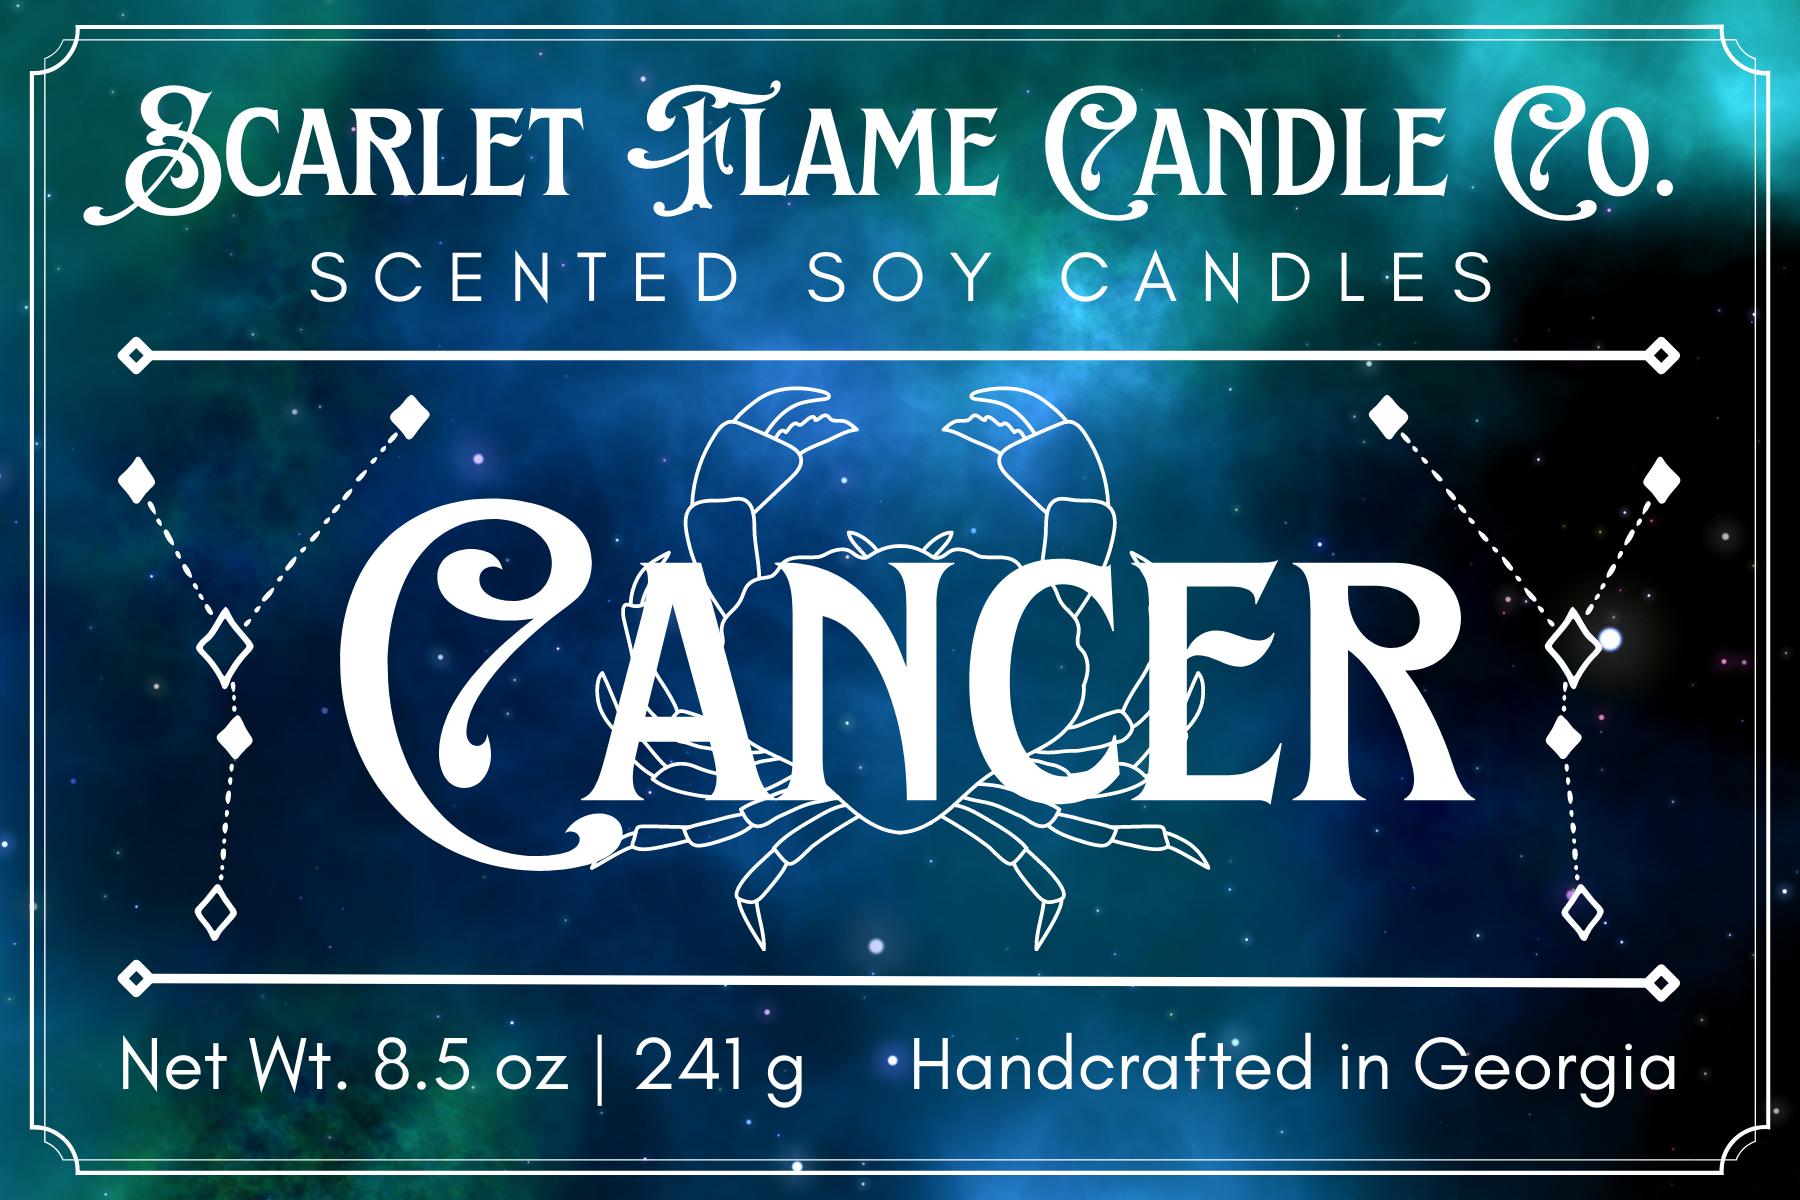 Scarlet Flame Candle Co.
SCENTED SOY CANDLES
Cancer
Net Wt. 8.5 oz | 241 g Handcrafted in Georgia